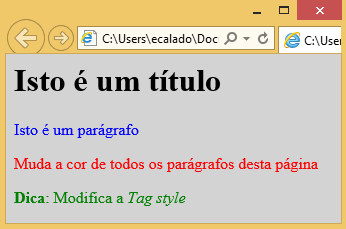 C:\Users\ecalado\Doc
C:\User
Isto é um título
Isto é um parágrafo
Muda a cor de todos os parágrafos desta página
Dica: Modifica a Tag style